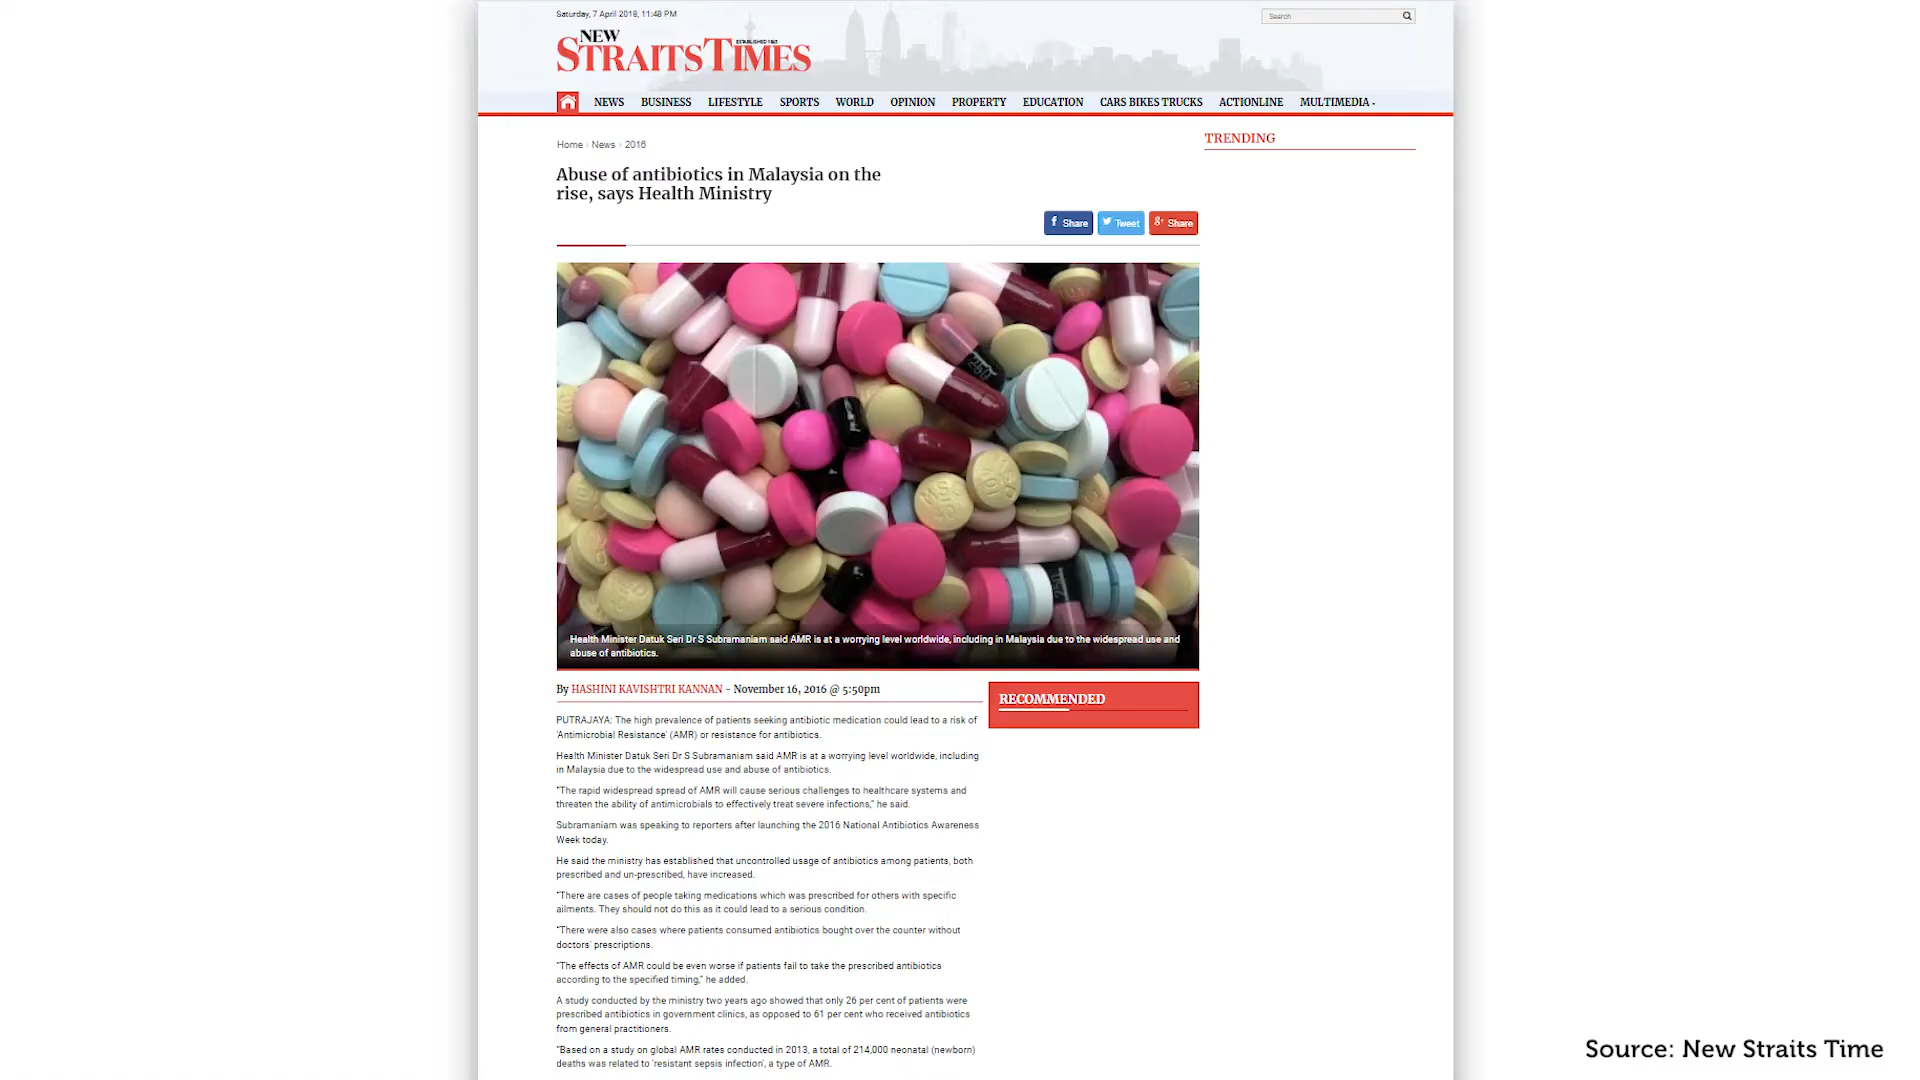 Saturday, 7 April 2018, 11:48 PM
Search
NEW
STRAITS TIMES
NEWS BUSINESS LIFESTYLE SPORTS WORLD OPINION PROPERTY EDUCATION CARS BIKES TRUCKS ACTIONLINE MULTIMEDIA
Home › News › 2016
TRENDING
Abuse of antibiotics in Malaysia on the
rise, says Health Ministry
Share Tweet Share
Health Minister Datuk Seri Dr S Subramaniam said AMR is at a worrying level worldwide, including in Malaysia due to the widespread use and
abuse of antibiotics.
By HASHINI KAVISHTRI KANNAN - November 16, 2016 @ 5:50pm
RECOMMENDED
PUTRAJAYA: The high prevalence of patients seeking antibiotic medication could lead to a risk of
'Antimicrobial Resistance' (AMR) or resistance for antibiotics.
Health Minister Datuk Seri Dr S Subramaniam said AMR is at a worrying level worldwide, including
in Malaysia due to the widespread use and abuse of antibiotics.
"The rapid widespread spread of AMR will cause serious challenges to healthcare systems and
threaten the ability of antimicrobials to effectively treat severe infections," he said.
Subramaniam was speaking to reporters after launching the 2016 National Antibiotics Awareness
Week today.
He said the ministry has established that uncontrolled usage of antibiotics among patients, both
prescribed and un-prescribed, have increased.
"There are cases of people taking medications which was prescribed for others with specific
ailments. They should not do this as it could lead to a serious condition.
"There were also cases where patients consumed antibiotics bought over the counter without
doctors' prescriptions.
"The effects of AMR could be even worse if patients fail to take the prescribed antibiotics
according to the specified timing," he added.
A study conducted by the ministry two years ago showed that only 26 per cent of patients were
prescribed antibiotics in government clinics, as opposed to 61 per cent who received antibiotics
from general practitioners.
"Based on a study on global AMR rates conducted in 2013, a total of 214,000 neonatal (newborn)
deaths was related to 'resistant sepsis infection', a type of AMR.
Source: New Straits Time